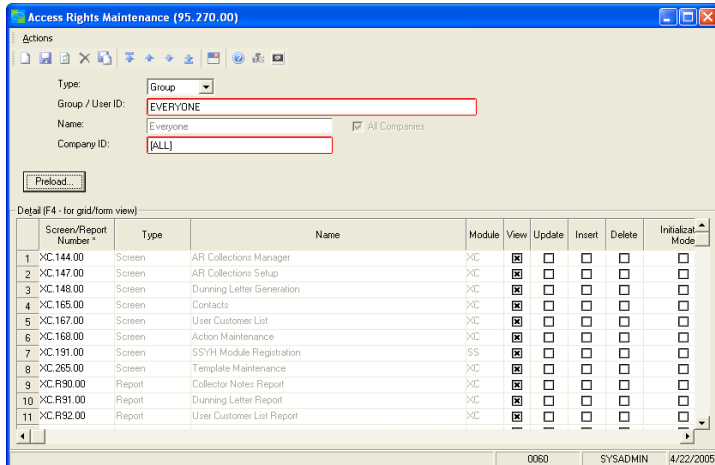 Access Rights Maintenance (95.270.00)
Actions
Type: Group
Group / User ID: EVERYONE
Name: Everyone All Companies
Company ID: [ALL]
Preload...
Detail (F4 - for grid/form view)
Screen/Report Number * Type Name Module View Update Insert Delete Initializat Mode
1 XC.144.00 Screen AR Collections Manager XC
2 XC.147.00 Screen AR Collections Setup XC
3 XC.148.00 Screen Dunning Letter Generation XC
4 XC.165.00 Screen Contacts XC
5 XC.167.00 Screen User Customer List XC
6 XC.168.00 Screen Action Maintenance XC
7 XC.191.00 Screen SSYH Module Registration SS
8 XC.265.00 Screen Template Maintenance XC
9 XC.R90.00 Report Collector Notes Report XC
10 XC.R91.00 Report Dunning Letter Report XC
11 XC.R92.00 Report User Customer List Report XC
0060 SYSADMIN 4/22/2005